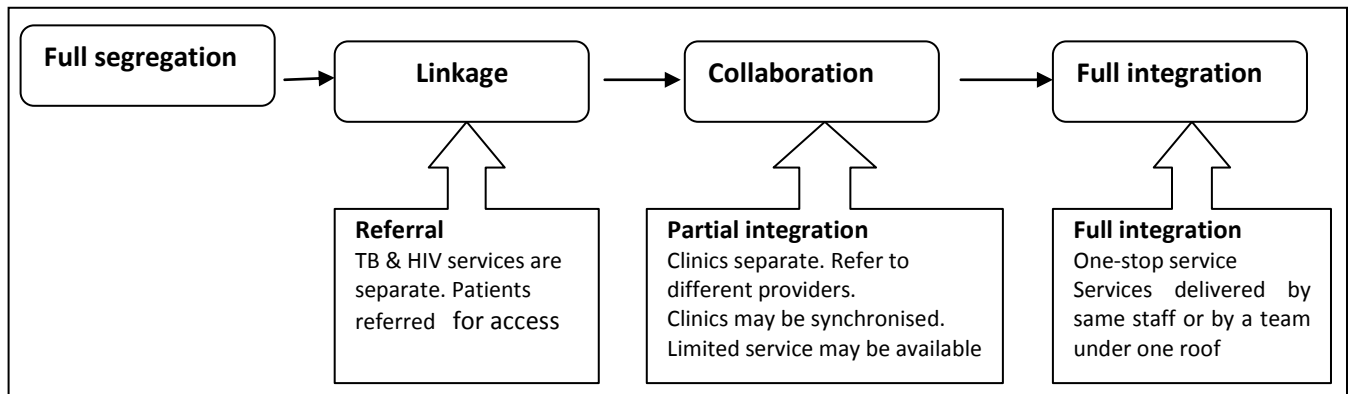 Full segregation
Linkage
Collaboration
Full integration
Referral
TB & HIV services are
separate. Patients
referred for access
Partial integration
Clinics separate. Refer to
different providers.
Clinics may be synchronised.
Limited service may be available
Full integration
One-stop service
Services delivered by
same staff or by a team
under one roof